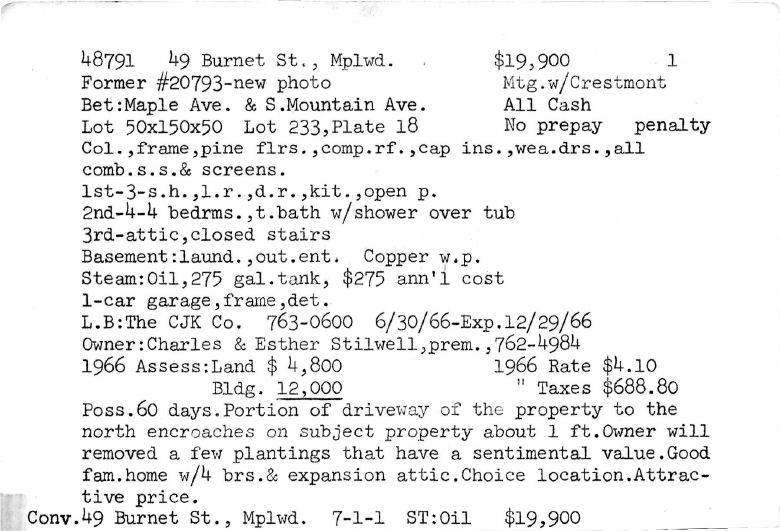 48791   49 Burnet St., Mplwd.   $19,900   1
Former #20793-new photo   Mtg.w/Crestmont
Bet:Maple Ave. & S.Mountain Ave.   All Cash
Lot 50x150x50  Lot 233,Plate 18   No prepay  penalty
Col.,frame,pine flrs.,comp.rf.,cap ins.,wea.drs.,all
comb.s.s.& screens.
1st-3-s.h.,l.r.,d.r.,kit.,open p.
2nd-4-4 bedrms.,t.bath w/shower over tub
3rd-attic,closed stairs
Basement:laund.,out.ent.  Copper w.p.
Steam:Oil,275 gal.tank, $275 ann'l cost
1-car garage,frame,det.
L.B:The CJK Co.  763-0600  6/30/66-Exp.12/29/66
Owner:Charles & Esther Stilwell,prem.,762-4984
1966 Assess:Land $ 4,800   1966 Rate $4.10
Bldg. 12,000   " Taxes $688.80
Poss.60 days.Portion of driveway of the property to the
north encroaches on subject property about 1 ft.Owner will
removed a few plantings that have a sentimental value.Good
fam.home w/4 brs.& expansion attic.Choice location.Attrac-
tive price.
Conv.49 Burnet St., Mplwd.  7-1-1  ST:Oil   $19,900